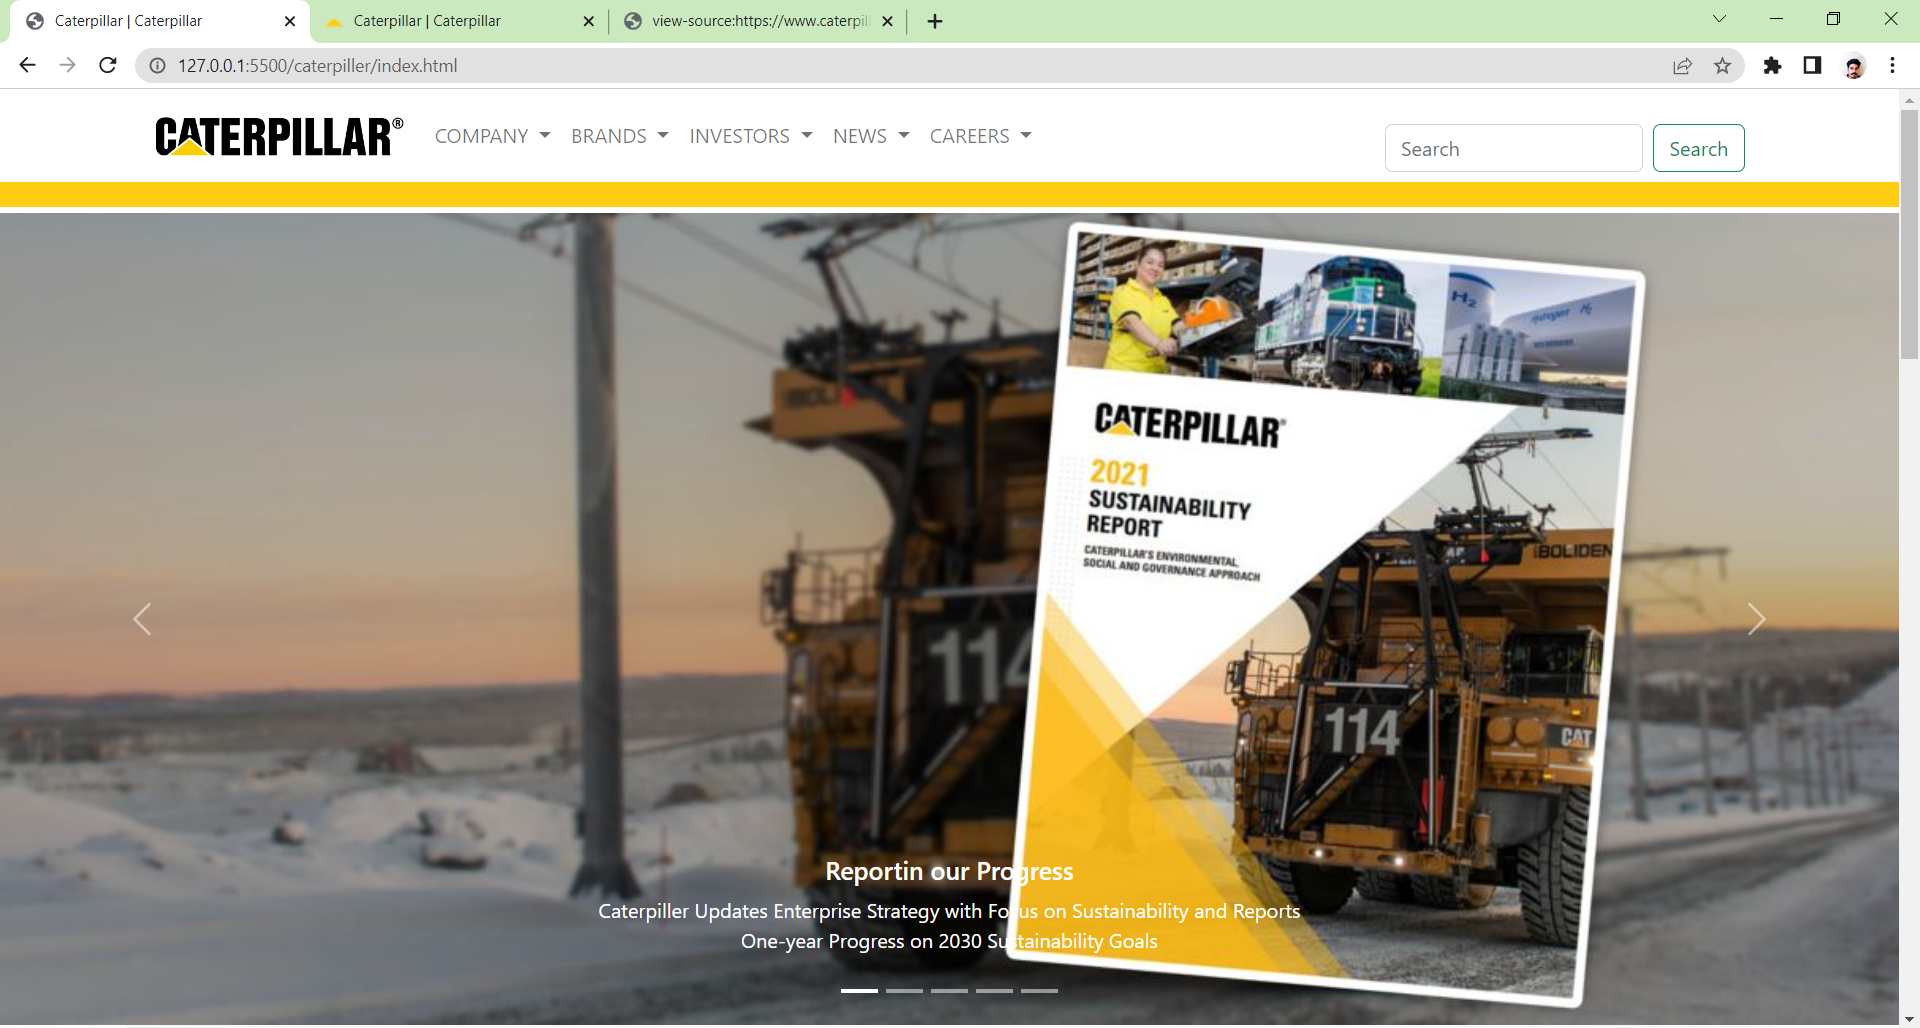 Caterpillar | Caterpillar
Caterpillar | Caterpillar
view-source:https://www.caterpill
127.0.0.1:5500/caterpiller/index.html
CATERPILLAR®
COMPANY
BRANDS
INVESTORS
NEWS
CAREERS
Search
Search
H₂
BOLI
CATERPILLAR®
2021
SUSTAINABILITY
REPORT
CATERPILLAR'S ENVIRONMENTAL,
SOCIAL AND GOVERNANCE APPROACH
BOLIDEN
114
114
CAT
Reportin our Progress
Caterpiller Updates Enterprise Strategy with Focus on Sustainability and Reports
One-year Progress on 2030 Sustainability Goals